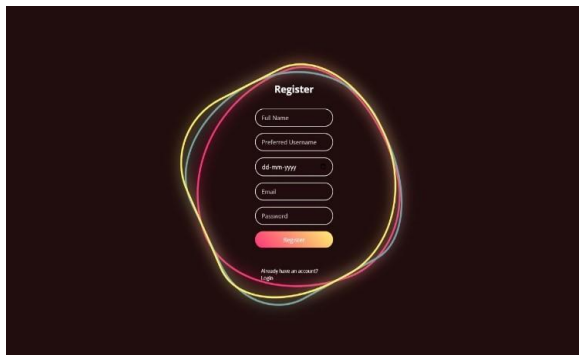 Register
Full Name
Preferred Username
dd-mm-yyyy
Email
Password
Register
Already have an account?
Login